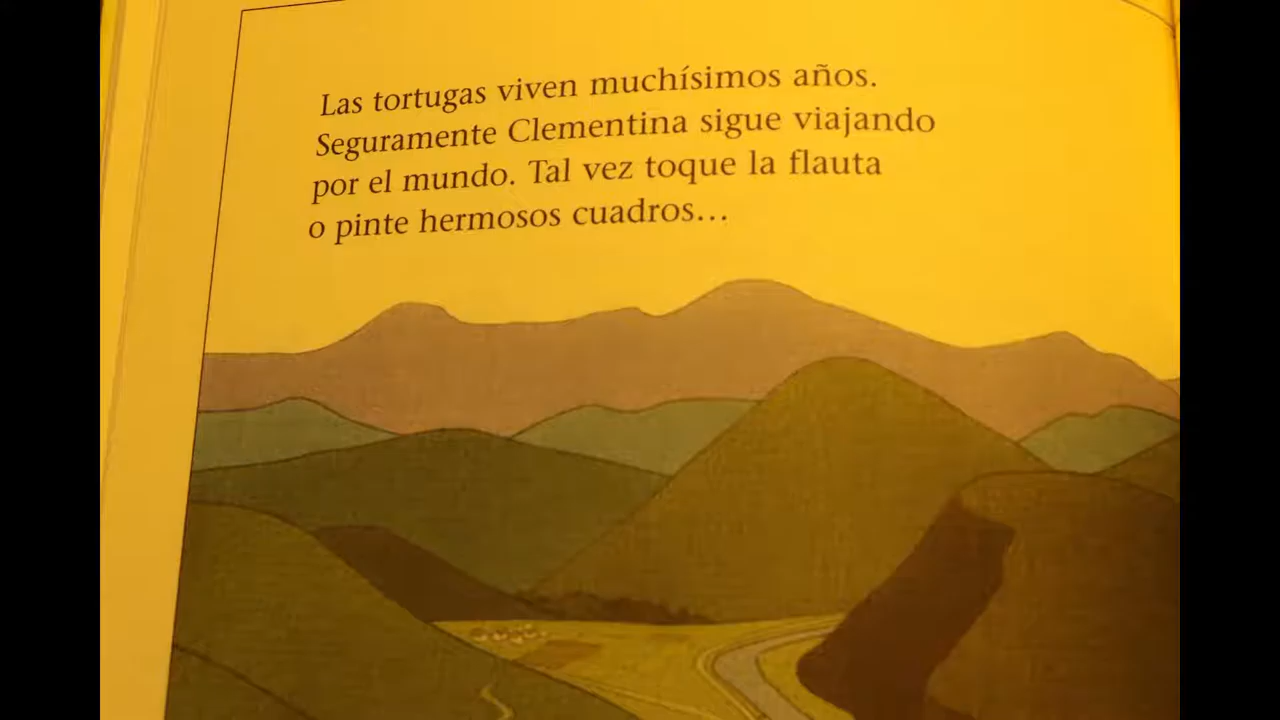 Las tortugas viven muchísimos años.
Seguramente Clementina sigue viajando
por el mundo. Tal vez toque la flauta
o pinte hermosos cuadros...